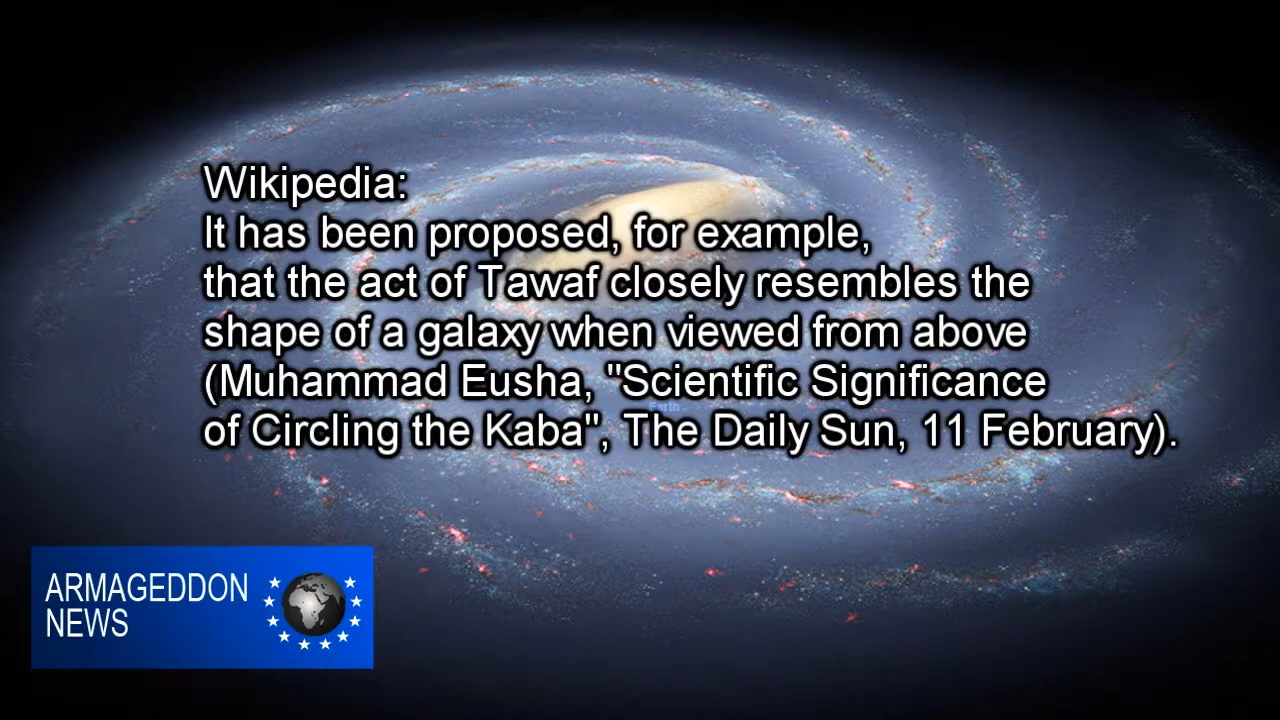 Wikipedia:
It has been proposed, for example,
that the act of Tawaf closely resembles the
shape of a galaxy when viewed from above
(Muhammad Eusha, "Scientific Significance
Earth
of Circling the Kaba", The Daily Sun, 11 February).
ARMAGEDDON
NEWS